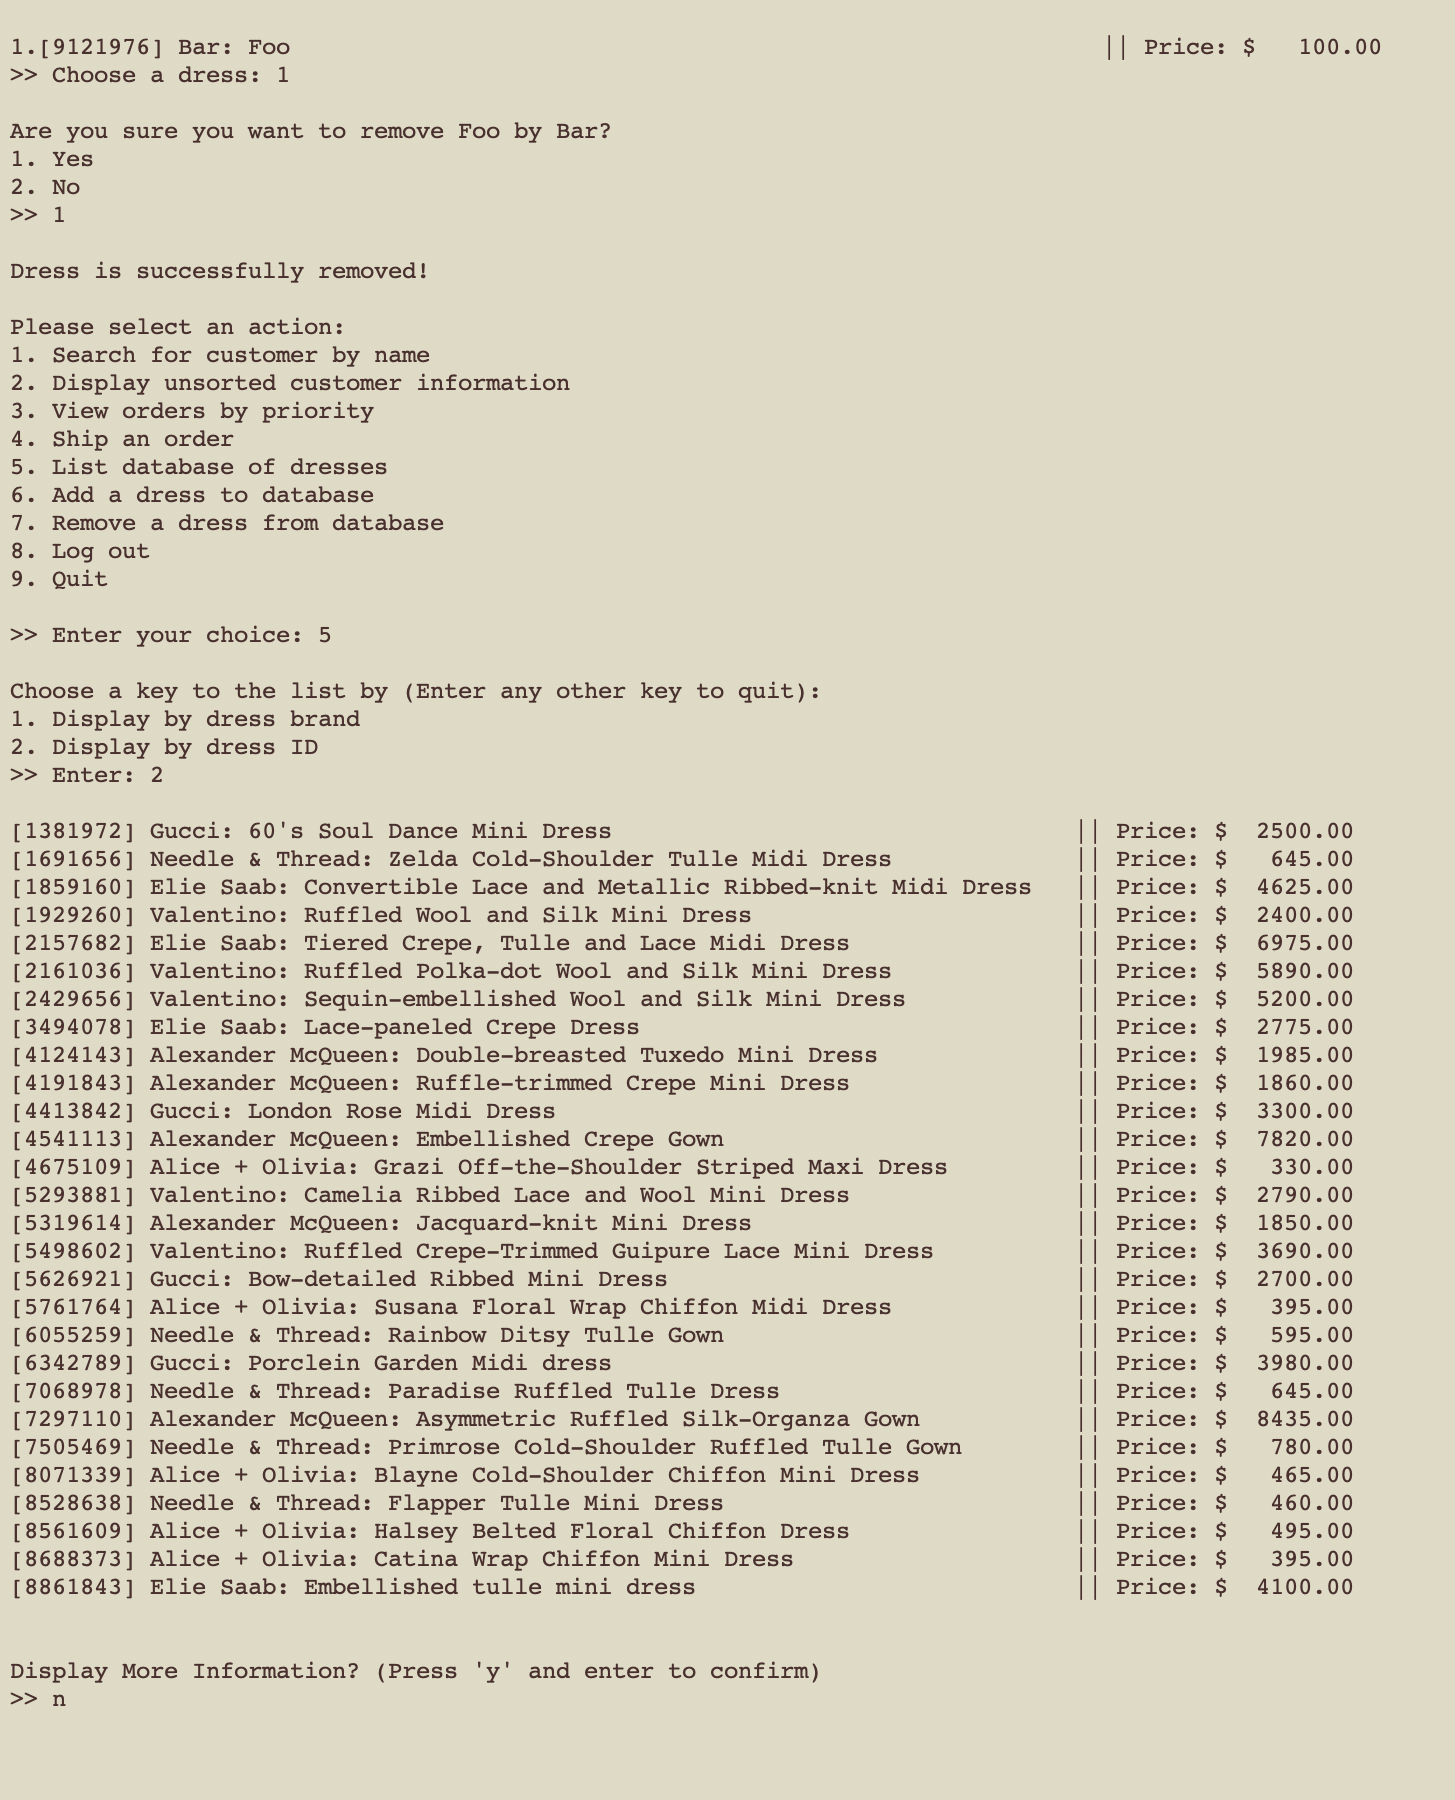 1.[9121976] Bar: Foo || Price: $ 100.00
>> Choose a dress: 1
Are you sure you want to remove Foo by Bar?
1. Yes
2. No
>> 1
Dress is successfully removed!
Please select an action:
1. Search for customer by name
2. Display unsorted customer information
3. View orders by priority
4. Ship an order
5. List database of dresses
6. Add a dress to database
7. Remove a dress from database
8. Log out
9. Quit
>> Enter your choice: 5
Choose a key to the list by (Enter any other key to quit):
1. Display by dress brand
2. Display by dress ID
>> Enter: 2
[1381972] Gucci: 60's Soul Dance Mini Dress || Price: $ 2500.00
[1691656] Needle & Thread: Zelda Cold-Shoulder Tulle Midi Dress || Price: $ 645.00
[1859160] Elie Saab: Convertible Lace and Metallic Ribbed-knit Midi Dress || Price: $ 4625.00
[1929260] Valentino: Ruffled Wool and Silk Mini Dress || Price: $ 2400.00
[2157682] Elie Saab: Tiered Crepe, Tulle and Lace Midi Dress || Price: $ 6975.00
[2161036] Valentino: Ruffled Polka-dot Wool and Silk Mini Dress || Price: $ 5890.00
[2429656] Valentino: Sequin-embellished Wool and Silk Mini Dress || Price: $ 5200.00
[3494078] Elie Saab: Lace-paneled Crepe Dress || Price: $ 2775.00
[4124143] Alexander McQueen: Double-breasted Tuxedo Mini Dress || Price: $ 1985.00
[4191843] Alexander McQueen: Ruffle-trimmed Crepe Mini Dress || Price: $ 1860.00
[4413842] Gucci: London Rose Midi Dress || Price: $ 3300.00
[4541113] Alexander McQueen: Embellished Crepe Gown || Price: $ 7820.00
[4675109] Alice + Olivia: Grazi Off-the-Shoulder Striped Maxi Dress || Price: $ 330.00
[5293881] Valentino: Camelia Ribbed Lace and Wool Mini Dress || Price: $ 2790.00
[5319614] Alexander McQueen: Jacquard-knit Mini Dress || Price: $ 1850.00
[5498602] Valentino: Ruffled Crepe-Trimmed Guipure Lace Mini Dress || Price: $ 3690.00
[5626921] Gucci: Bow-detailed Ribbed Mini Dress || Price: $ 2700.00
[5761764] Alice + Olivia: Susana Floral Wrap Chiffon Midi Dress || Price: $ 395.00
[6055259] Needle & Thread: Rainbow Ditsy Tulle Gown || Price: $ 595.00
[6342789] Gucci: Porclein Garden Midi dress || Price: $ 3980.00
[7068978] Needle & Thread: Paradise Ruffled Tulle Dress || Price: $ 645.00
[7297110] Alexander McQueen: Asymmetric Ruffled Silk-Organza Gown || Price: $ 8435.00
[7505469] Needle & Thread: Primrose Cold-Shoulder Ruffled Tulle Gown || Price: $ 780.00
[8071339] Alice + Olivia: Blayne Cold-Shoulder Chiffon Mini Dress || Price: $ 465.00
[8528638] Needle & Thread: Flapper Tulle Mini Dress || Price: $ 460.00
[8561609] Alice + Olivia: Halsey Belted Floral Chiffon Dress || Price: $ 495.00
[8688373] Alice + Olivia: Catina Wrap Chiffon Mini Dress || Price: $ 395.00
[8861843] Elie Saab: Embellished tulle mini dress || Price: $ 4100.00
Display More Information? (Press 'y' and enter to confirm)
>> n